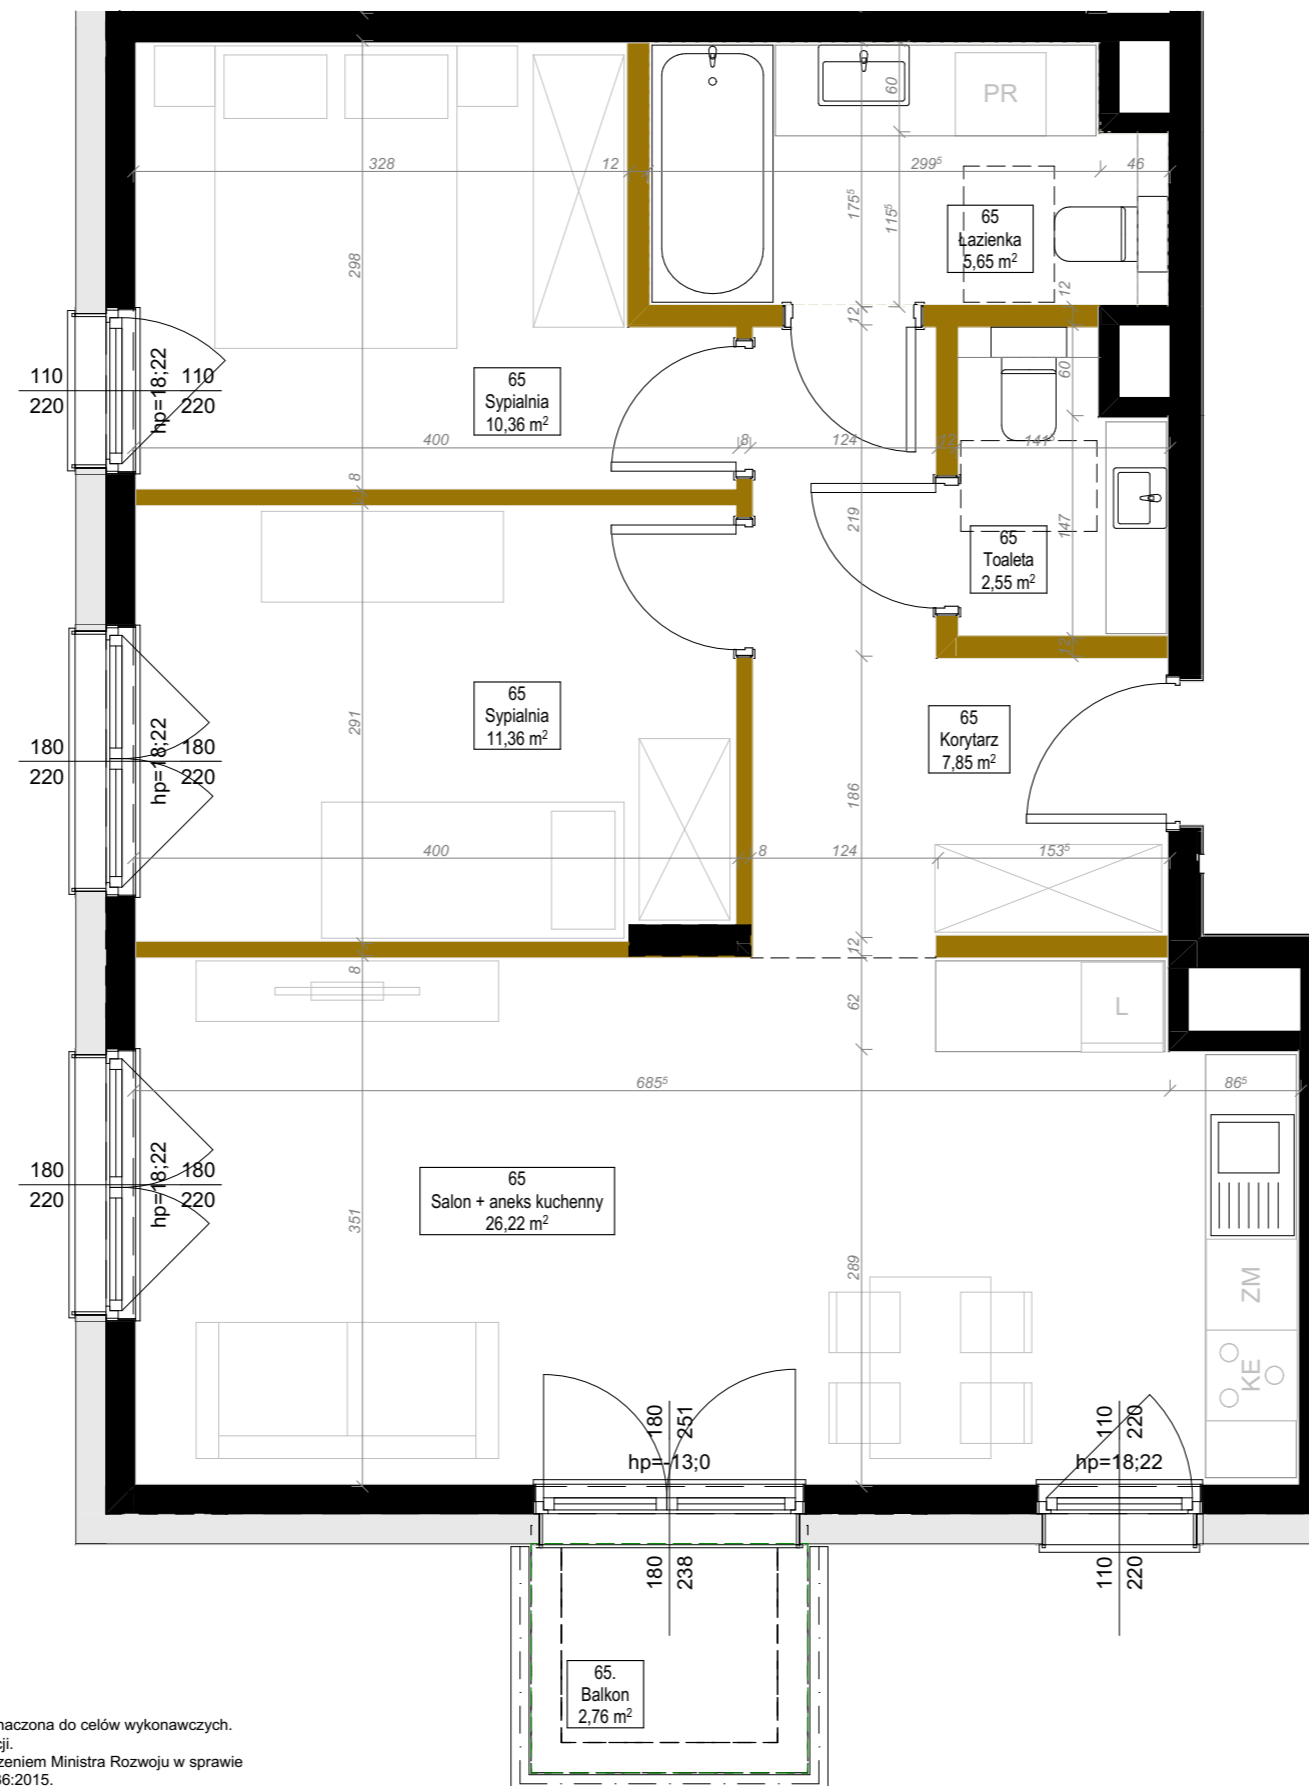 PR
60
328
12
299⁵
46
175⁵
115⁵
65
Łazienka
5,65 m²
298
12
12
110
220
hp=18;22
110
220
65
Sypialnia
10,36 m²
60
400
8
124
12
141⁵
8
219
147
65
Toaleta
2,55 m²
12
65
Sypialnia
11,36 m²
291
180
220
hp=18;22
180
220
65
Korytarz
7,85 m²
186
400
8
124
153⁵
12
8
62
L
685⁵
86⁵
180
220
hp=18;22
180
220
65
Salon + aneks kuchenny
26,22 m²
351
289
ZM
KE
180
251
hp=-13;0
110
220
hp=18;22
180
238
110
220
65.
Balkon
2,76 m²
naczona do celów wykonawczych.
cji.
zeniem Ministra Rozwoju w sprawie
36:2015.